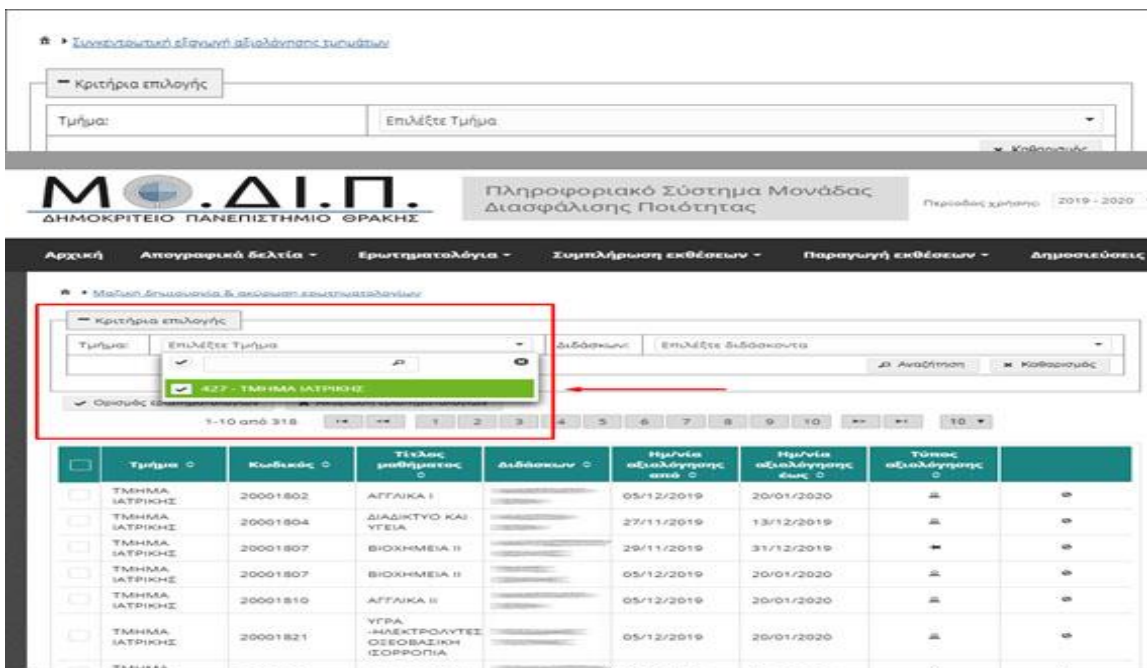 Συγκεντρωτική εξαγωγή αξιολόγησης τμημάτων
Κριτήρια επιλογής
Τμήμα: Επιλέξτε Τμήμα
Καθαρισμός
ΜΟ.ΔΙ.Π.
ΔΗΜΟΚΡΙΤΕΙΟ ΠΑΝΕΠΙΣΤΗΜΙΟ ΘΡΑΚΗΣ
Πληροφοριακό Σύστημα Μονάδας
Διασφάλισης Ποιότητας
Περίοδος χρήσης: 2019 - 2020
Αρχική Απογραφικά δελτία Ερωτηματολόγια Συμπλήρωση εκθέσεων Παραγωγή εκθέσεων Δημοσιεύσεις
Μαζική δημιουργία & ακύρωση ερωτηματολογίων
Κριτήρια επιλογής
Τμήμα: Επιλέξτε Τμήμα Διδάσκων: Επιλέξτε διδάσκοντα
Αναζήτηση Καθαρισμός
427 - ΤΜΗΜΑ ΙΑΤΡΙΚΗΣ
Ορισμός ερωτηματολογίων Ακύρωση ερωτηματολογίων
1-10 από 318 1 2 3 4 5 6 7 8 9 10 10
Τμήμα Κωδικός Τίτλος μαθήματος Διδάσκων Ημ/νία αξιολόγησης από Ημ/νία αξιολόγησης έως Τύπος αξιολόγησης
ΤΜΗΜΑ ΙΑΤΡΙΚΗΣ 20001802 ΑΓΓΛΙΚΑ Ι 05/12/2019 20/01/2020
ΤΜΗΜΑ ΙΑΤΡΙΚΗΣ 20001804 ΔΙΑΔΙΚΤΥΟ ΚΑΙ ΥΓΕΙΑ 27/11/2019 13/12/2019
ΤΜΗΜΑ ΙΑΤΡΙΚΗΣ 20001807 ΒΙΟΧΗΜΕΙΑ ΙΙ 29/11/2019 31/12/2019
ΤΜΗΜΑ ΙΑΤΡΙΚΗΣ 20001807 ΒΙΟΧΗΜΕΙΑ ΙΙ 05/12/2019 20/01/2020
ΤΜΗΜΑ ΙΑΤΡΙΚΗΣ 20001810 ΑΓΓΛΙΚΑ ΙΙ 05/12/2019 20/01/2020
ΤΜΗΜΑ ΙΑΤΡΙΚΗΣ 20001821 ΥΓΡΑ -ΗΛΕΚΤΡΟΛΥΤΕΣ ΟΞΕΟΒΑΣΙΚΗ ΙΣΟΡΡΟΠΙΑ 05/12/2019 20/01/2020